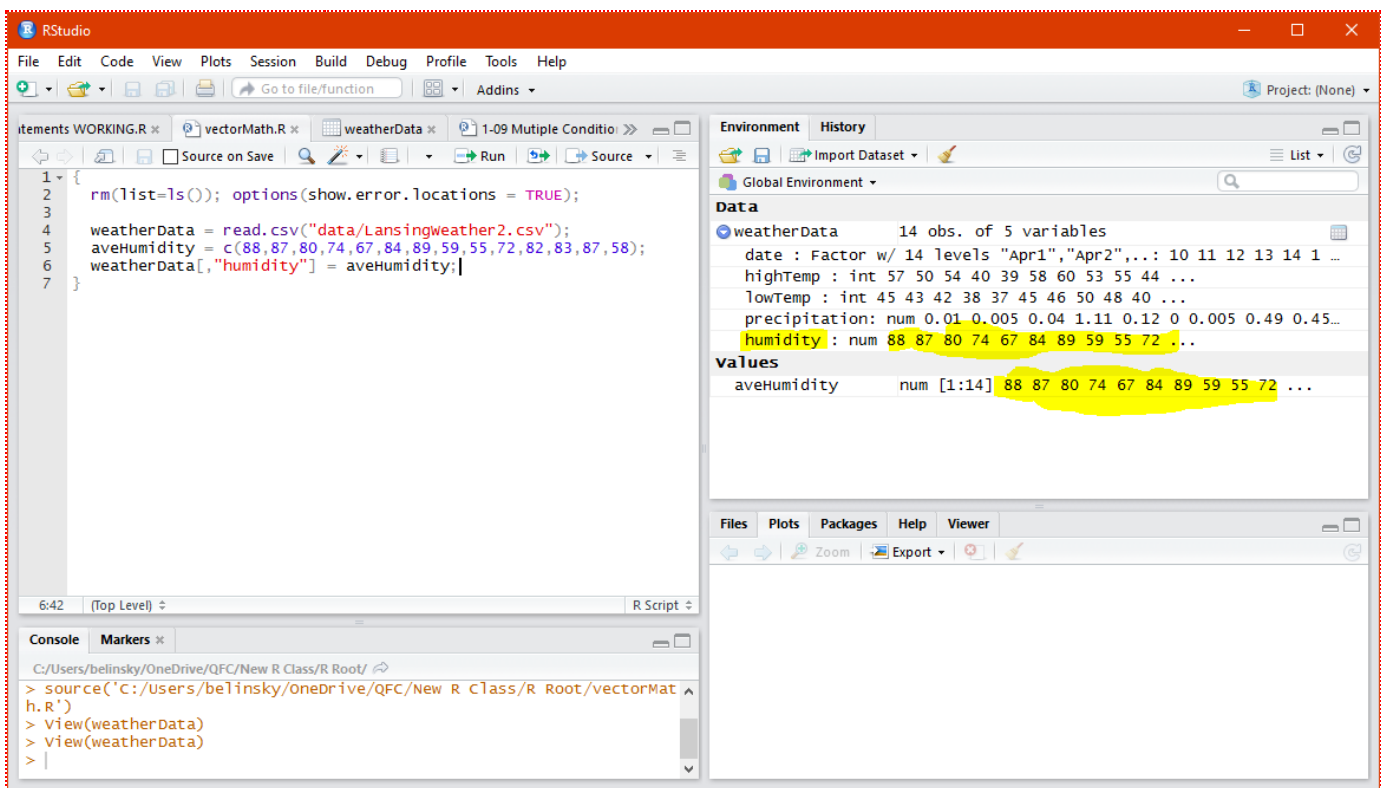 RStudio
File Edit Code View Plots Session Build Debug Profile Tools Help
Go to file/function Addins Project: (None)
tements WORKING.R vectorMath.R weatherData 1-09 Mutiple Conditio
Source on Save Run Source
1 {
2 rm(list=ls()); options(show.error.locations = TRUE);
3
4 weatherData = read.csv("data/LansingWeather2.csv");
5 aveHumidity = c(88,87,80,74,67,84,89,59,55,72,82,83,87,58);
6 weatherData[,"humidity"] = aveHumidity;
7 }
6:42 (Top Level) R Script
Console Markers
C:/Users/belinsky/OneDrive/QFC/New R Class/R Root/
> source('C:/Users/belinsky/OneDrive/QFC/New R Class/R Root/vectorMat
h.R')
> View(weatherData)
> View(weatherData)
>
Environment History
Import Dataset List
Global Environment
Data
weatherData 14 obs. of 5 variables
date : Factor w/ 14 levels "Apr1","Apr2",..: 10 11 12 13 14 1 …
highTemp : int 57 50 54 40 39 58 60 53 55 44 ...
lowTemp : int 45 43 42 38 37 45 46 50 48 40 ...
precipitation: num 0.01 0.005 0.04 1.11 0.12 0 0.005 0.49 0.45…
humidity : num 88 87 80 74 67 84 89 59 55 72 ...
Values
aveHumidity num [1:14] 88 87 80 74 67 84 89 59 55 72 ...
Files Plots Packages Help Viewer
Zoom Export